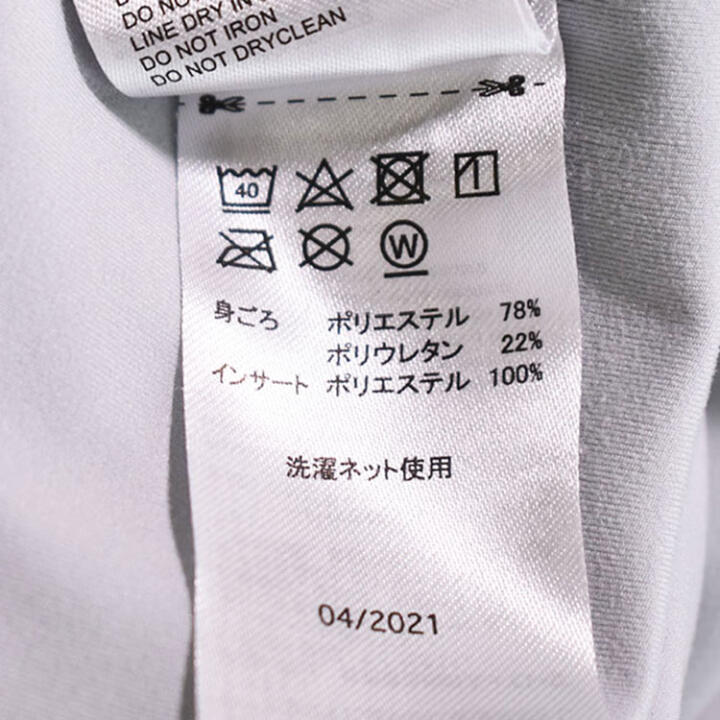 DO NO
LINE DRY IN
DO NOT IRON
DO NOT DRYCLEAN
40
W
身ごろ ポリエステル 78%
ポリウレタン 22%
インサート ポリエステル 100%
洗濯ネット使用
04/2021